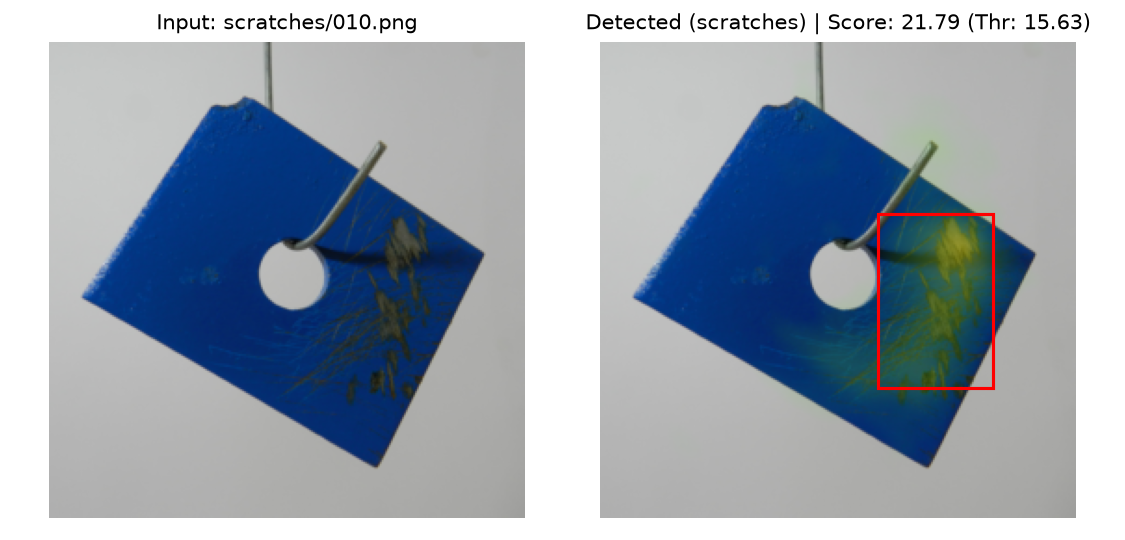 Input: scratches/010.png
Detected (scratches) | Score: 21.79 (Thr: 15.63)